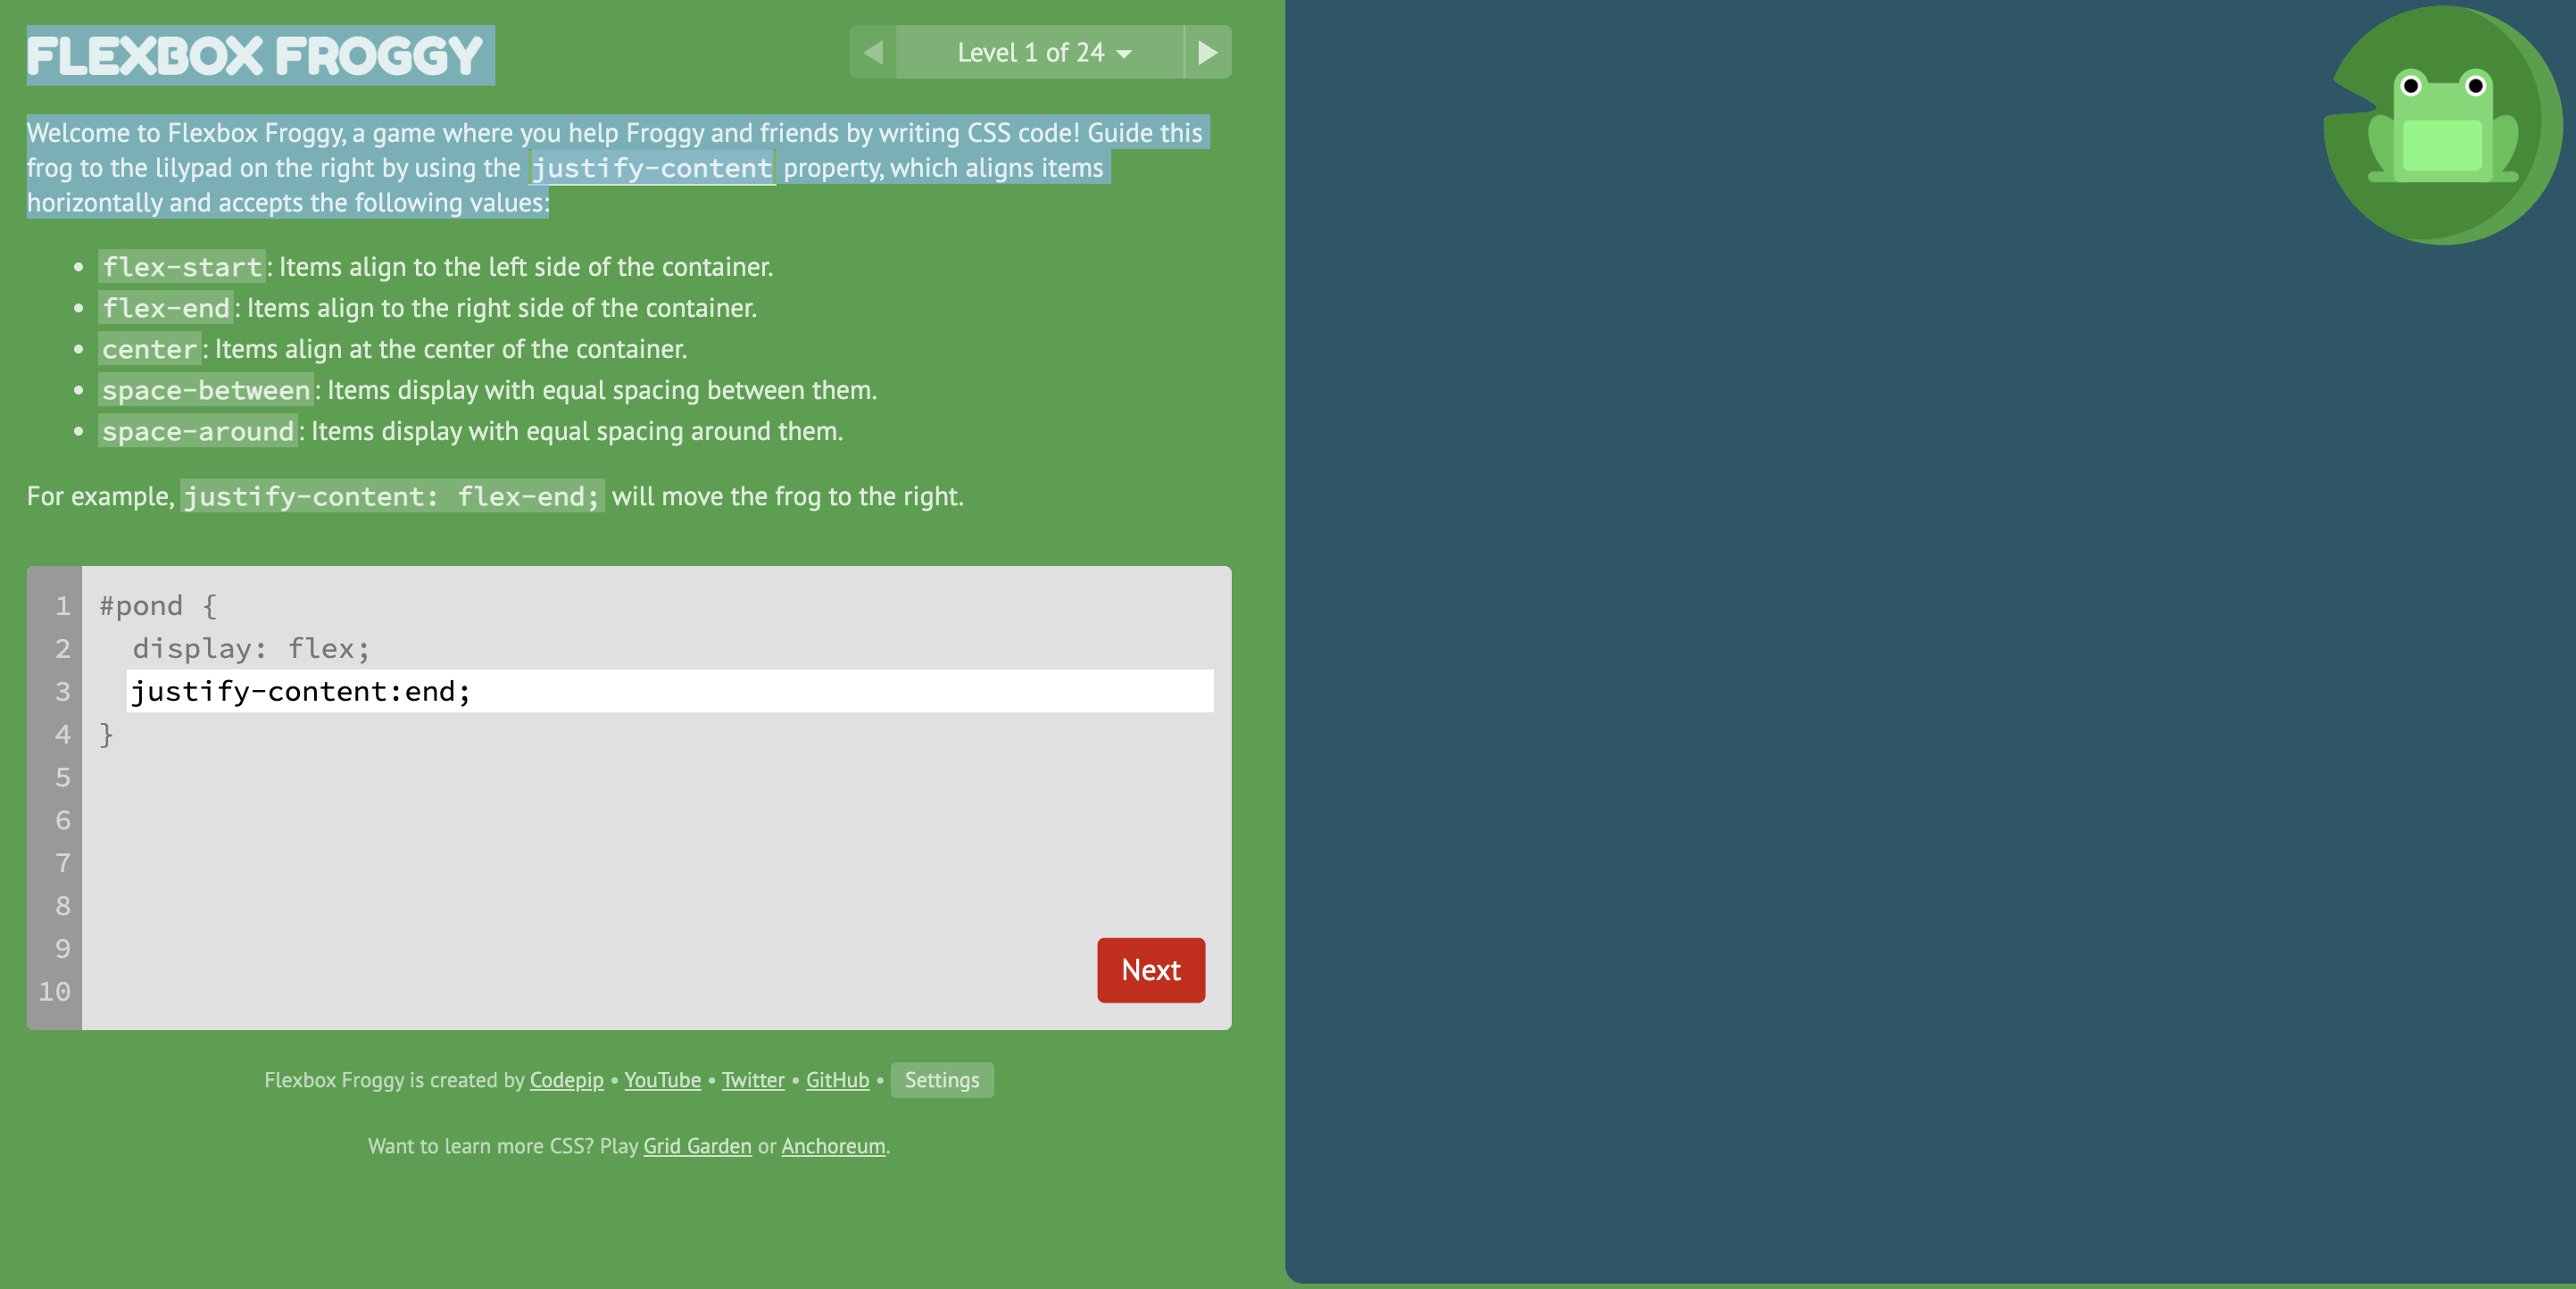 FLEXBOX FROGGY
Level 1 of 24
Welcome to Flexbox Froggy, a game where you help Froggy and friends by writing CSS code! Guide this
frog to the lilypad on the right by using the justify-content property, which aligns items
horizontally and accepts the following values:
• flex-start: Items align to the left side of the container.
• flex-end: Items align to the right side of the container.
• center: Items align at the center of the container.
• space-between: Items display with equal spacing between them.
• space-around: Items display with equal spacing around them.
For example, justify-content: flex-end; will move the frog to the right.
1 #pond {
2 display: flex;
3 justify-content:end;
4 }
5
6
7
8
9
10
Next
Flexbox Froggy is created by Codepip • YouTube • Twitter • GitHub • Settings
Want to learn more CSS? Play Grid Garden or Anchoreum.